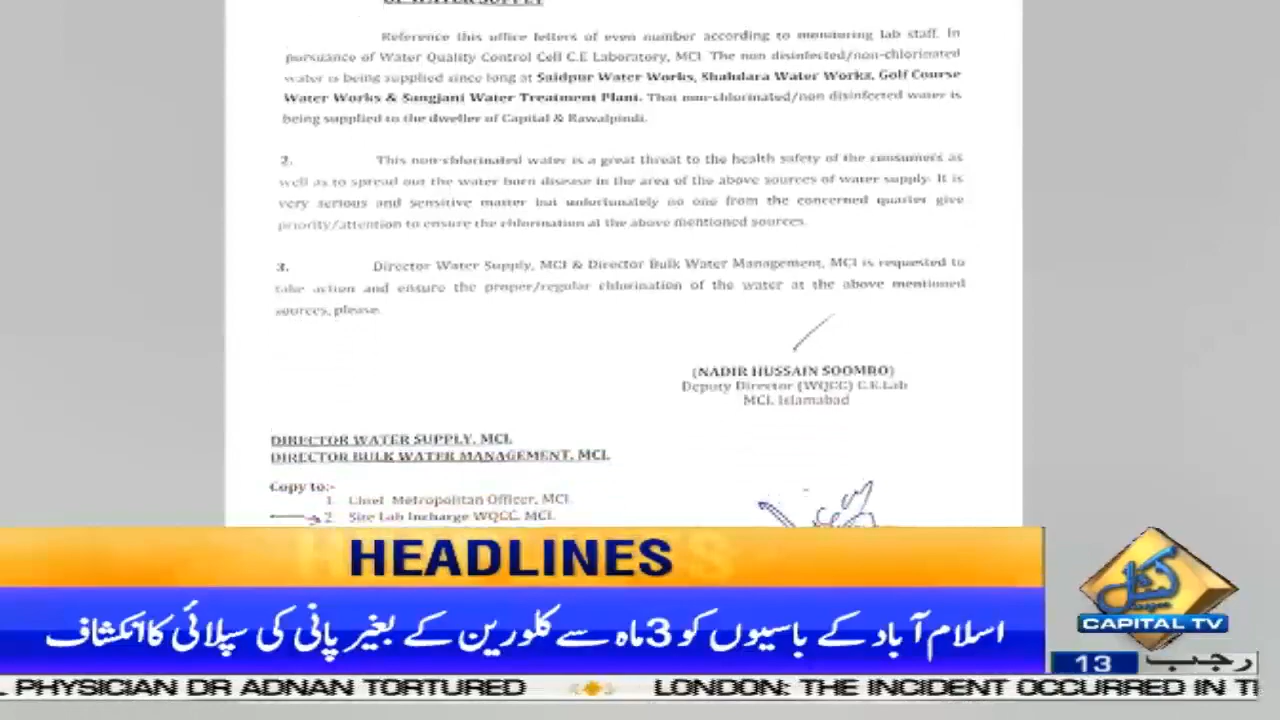 OF WATER SUPPLY
Reference this office letters of even number according to monitoring lab staff. In
pursuance of Water Quality Control Cell C.E Laboratory, MCI. The non disinfected/non-chlorinated
water is being supplied since long at Saidpur Water Works, Shahdara Water Works, Golf Course
Water Works & Sangjani Water Treatment Plant. That non-chlorinated/non disinfected water is
being supplied to the dweller of Capital & Rawalpindi.
2. This non-chlorinated water is a great threat to the health safety of the consumers as
well as to spread out the water born disease in the area of the above sources of water supply. It is
very serious and sensitive matter but unfortunately no one from the concerned quarter give
priority/attention to ensure the chlorination at the above mentioned sources.
3. Director Water Supply, MCI & Director Bulk Water Management, MCI is requested to
take action and ensure the proper/regular chlorination of the water at the above mentioned
sources, please.
(NADIR HUSSAIN SOOMRO)
Deputy Director (WQCC) C.E.Lab
MCI, Islamabad
DIRECTOR WATER SUPPLY, MCI.
DIRECTOR BULK WATER MANAGEMENT, MCI.
Copy to:-
1. Chief Metropolitan Officer, MCI
2. Site Lab Incharge WQCC, MCI.
HEADLINES
اسلام آباد کے باسیوں کو 3 ماہ سے کلورین کے بغیر پانی کی سپلائی کا انکشاف
کیپیٹل
CAPITAL TV
13 رجب
PHYSICIAN DR ADNAN TORTURED LONDON: THE INCIDENT OCCURRED IN